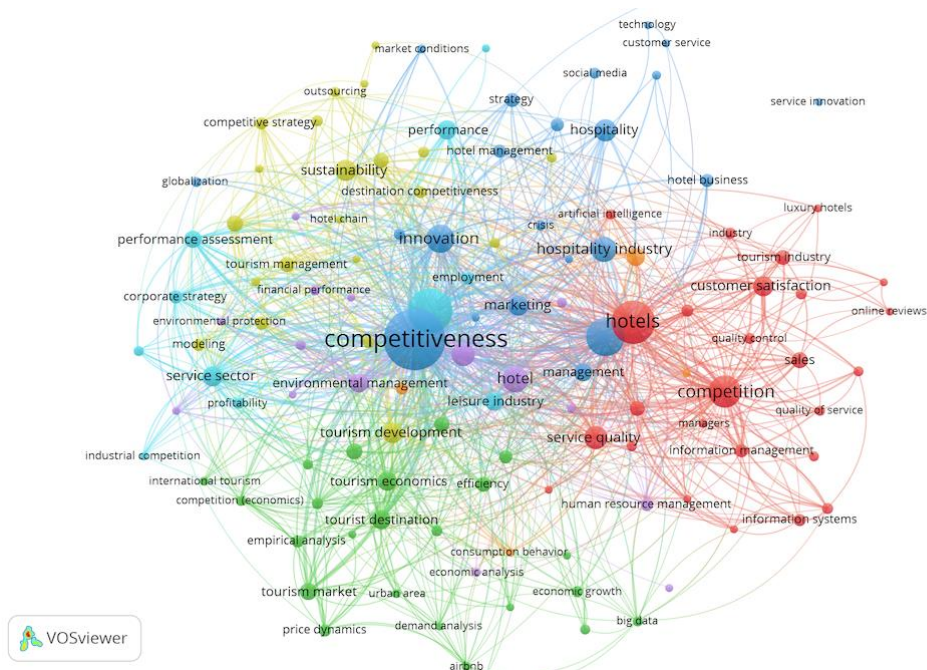 technology
customer service
market conditions
social media
outsourcing
strategy
service innovation
competitive strategy
performance
hospitality
hotel management
sustainability
globalization
destination competitiveness
hotel business
luxury hotels
artificial intelligence
hotel chain
crisis
industry
performance assessment
innovation
hospitality industry
tourism industry
tourism management
employment
customer satisfaction
financial performance
corporate strategy
marketing
online reviews
environmental protection
hotels
competitiveness
quality control
modeling
sales
service sector
environmental management
hotel
management
competition
profitability
leisure industry
quality of service
managers
tourism development
service quality
information management
industrial competition
international tourism
tourism economics
efficiency
competition (economics)
human resource management
tourist destination
information systems
empirical analysis
consumption behavior
economic analysis
tourism market
urban area
economic growth
price dynamics
demand analysis
big data
VOSviewer
airbnb